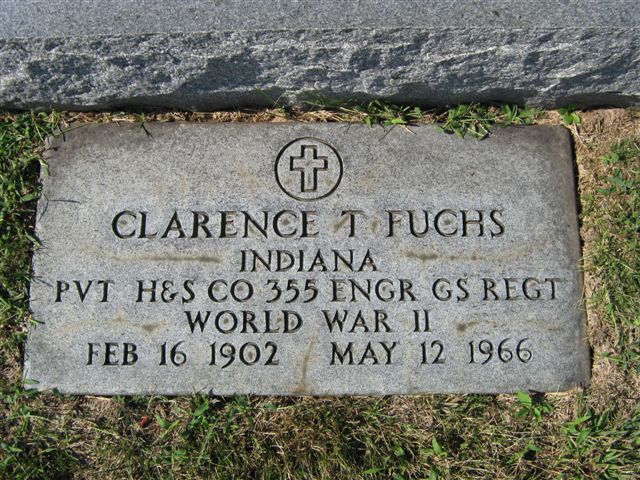 CLARENCE T FUCHS
INDIANA
PVT H&S CO 355 ENGR GS REGT
WORLD WAR II
FEB 16 1902 MAY 12 1966